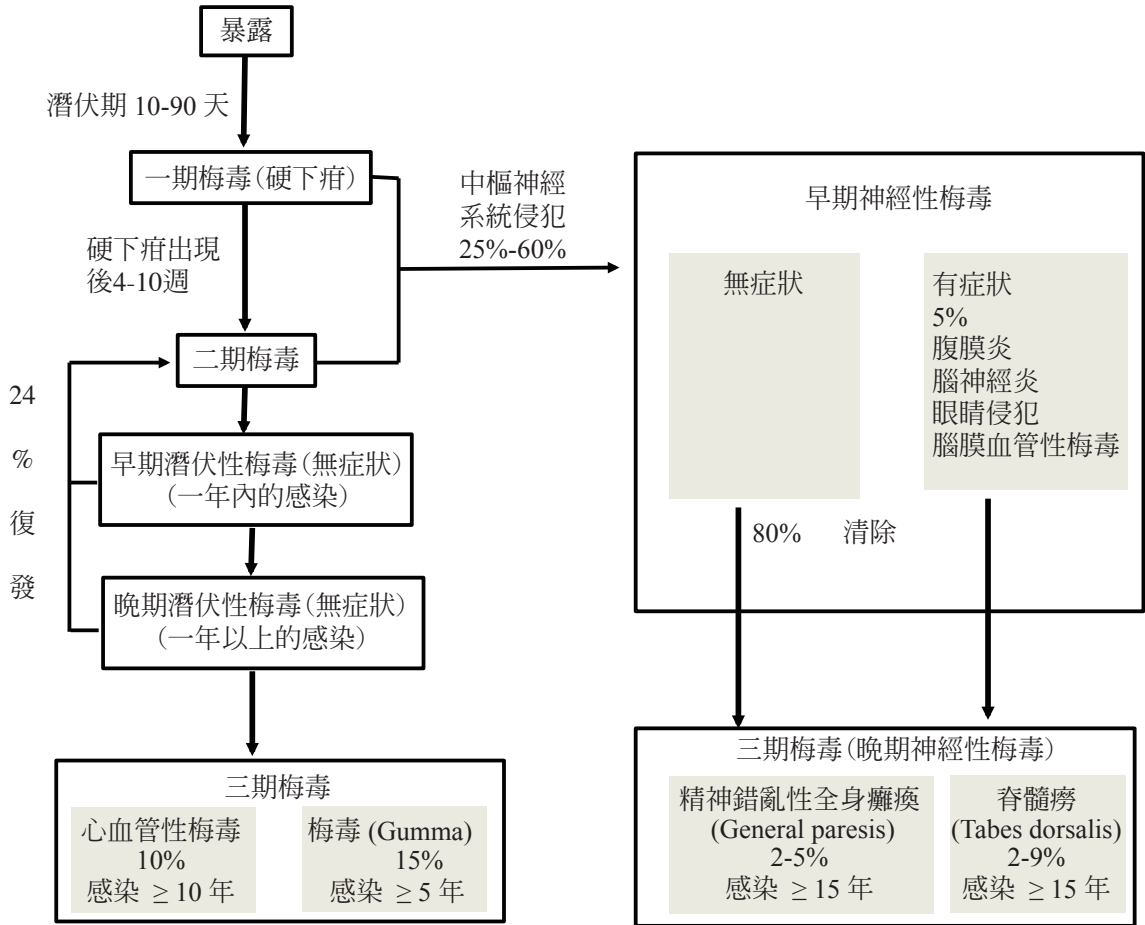 暴露
潛伏期 10-90 天
一期梅毒(硬下疳)
硬下疳出現
後4-10週
二期梅毒
24
%
復
發
早期潛伏性梅毒(無症狀)
(一年內的感染)
晚期潛伏性梅毒(無症狀)
(一年以上的感染)
三期梅毒
心血管性梅毒
10%
感染 ≥ 10 年
梅毒 (Gumma)
15%
感染 ≥ 5 年
中樞神經
系統侵犯
25%-60%
早期神經性梅毒
無症狀
有症狀
5%
腹膜炎
腦神經炎
眼睛侵犯
腦膜血管性梅毒
80% 清除
三期梅毒(晚期神經性梅毒)
精神錯亂性全身癱瘓
(General paresis)
2-5%
感染 ≥ 15 年
脊髓癆
(Tabes dorsalis)
2-9%
感染 ≥ 15 年